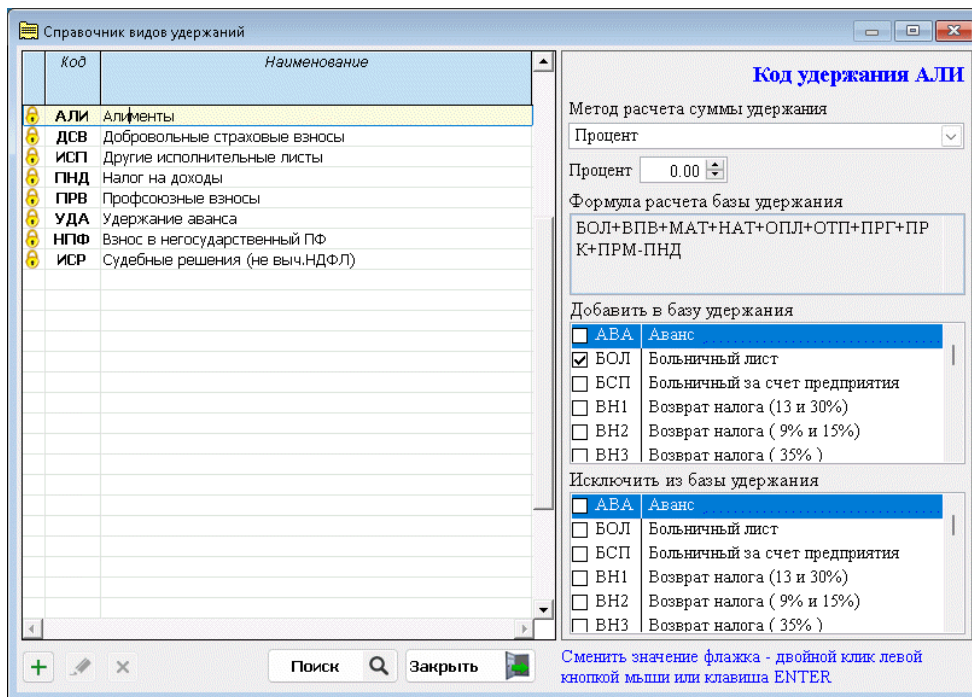 Справочник видов удержаний
Код Наименование
АЛИ Алименты
ДСВ Добровольные страховые взносы
ИСП Другие исполнительные листы
ПНД Налог на доходы
ПРВ Профсоюзные взносы
УДА Удержание аванса
НПФ Взнос в негосударственный ПФ
ИСР Судебные решения (не выч.НДФЛ)
Поиск
Закрыть
Код удержания АЛИ
Метод расчета суммы удержания
Процент
Процент 0.00
Формула расчета базы удержания
БОЛ+ВПВ+МАТ+НАТ+ОПЛ+ОТП+ПРГ+ПР
К+ПРМ-ПНД
Добавить в базу удержания
АВА Аванс
БОЛ Больничный лист
БСП Больничный за счет предприятия
ВН1 Возврат налога (13 и 30%)
ВН2 Возврат налога ( 9% и 15%)
ВН3 Возврат налога ( 35% )
Исключить из базы удержания
АВА Аванс
БОЛ Больничный лист
БСП Больничный за счет предприятия
ВН1 Возврат налога (13 и 30%)
ВН2 Возврат налога ( 9% и 15%)
ВН3 Возврат налога ( 35% )
Сменить значение флажка - двойной клик левой
кнопкой мыши или клавиша ENTER